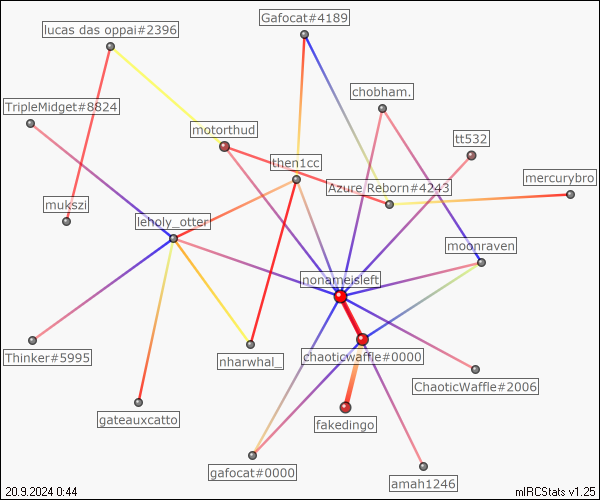 Gafocat#4189
lucas das oppai#2396
chobham.
TripleMidget#8824
motorthud
tt532
then1cc
mercurybro
Azure Reborn#4243
mukszi
leholy_otter
moonraven
nonameisleft
Thinker#5995
nharwhal_
chaoticwaffle#0000
ChaoticWaffle#2006
gateauxcatto
fakedingo
gafocat#0000
amah1246
20.9.2024 0:44
mIRCStats v1.25